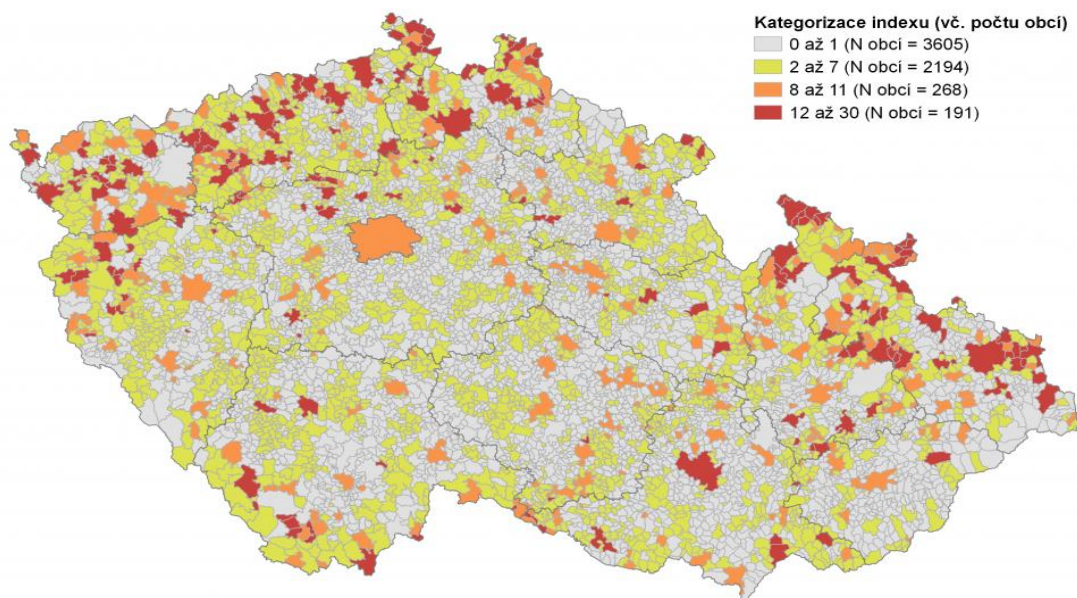 Kategorizace indexu (vč. počtu obcí)
0 až 1 (N obcí = 3605)
2 až 7 (N obcí = 2194)
8 až 11 (N obcí = 268)
12 až 30 (N obcí = 191)